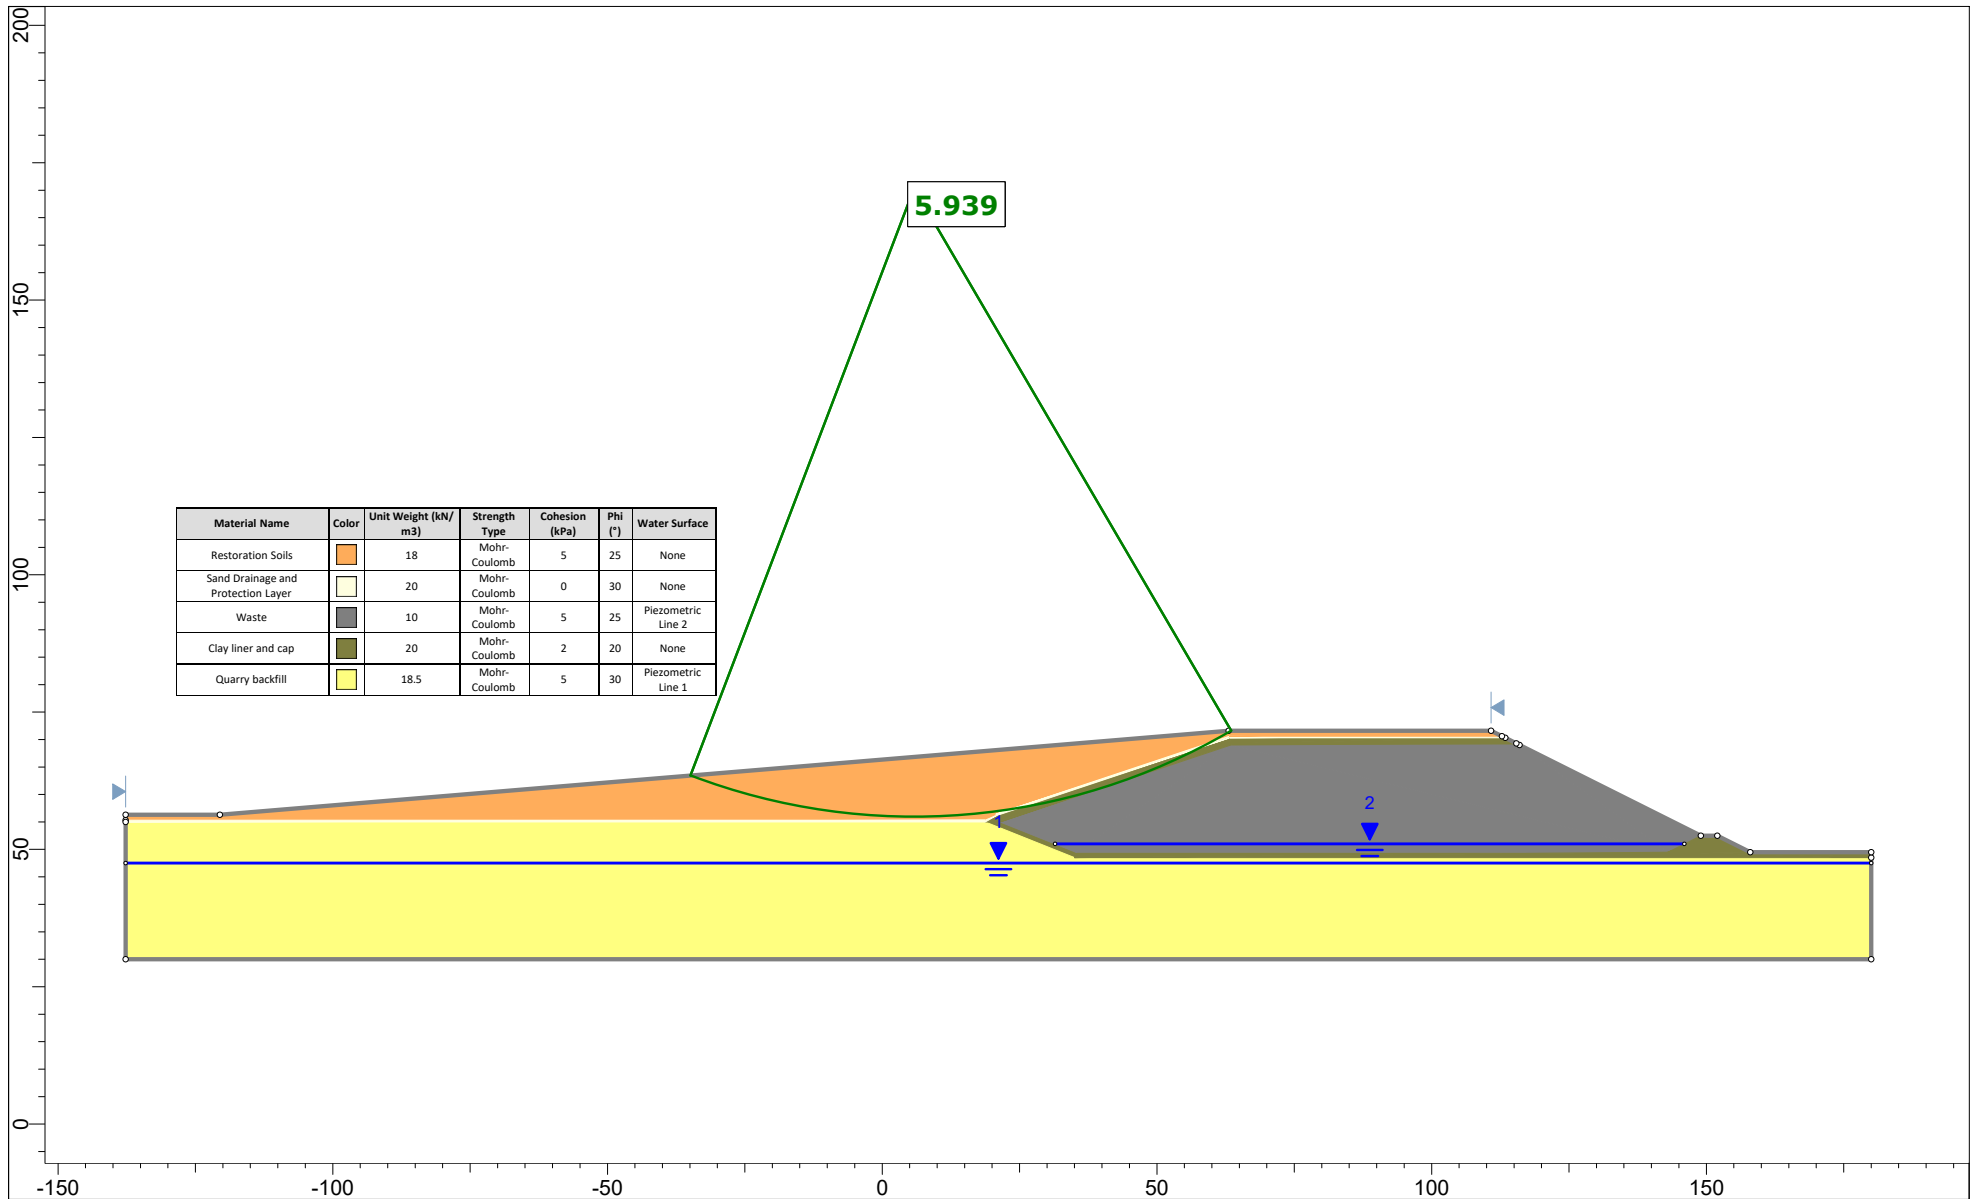 200
150
100
50
0
5.939
Material Name Color Unit Weight (kN/ m3) Strength Type Cohesion (kPa) Phi (°) Water Surface
Restoration Soils 18 Mohr-Coulomb 5 25 None
Sand Drainage and Protection Layer 20 Mohr-Coulomb 0 30 None
Waste 10 Mohr-Coulomb 5 25 Piezometric Line 2
Clay liner and cap 20 Mohr-Coulomb 2 20 None
Quarry backfill 18.5 Mohr-Coulomb 5 30 Piezometric Line 1
2
1
-150 -100 -50 0 50 100 150